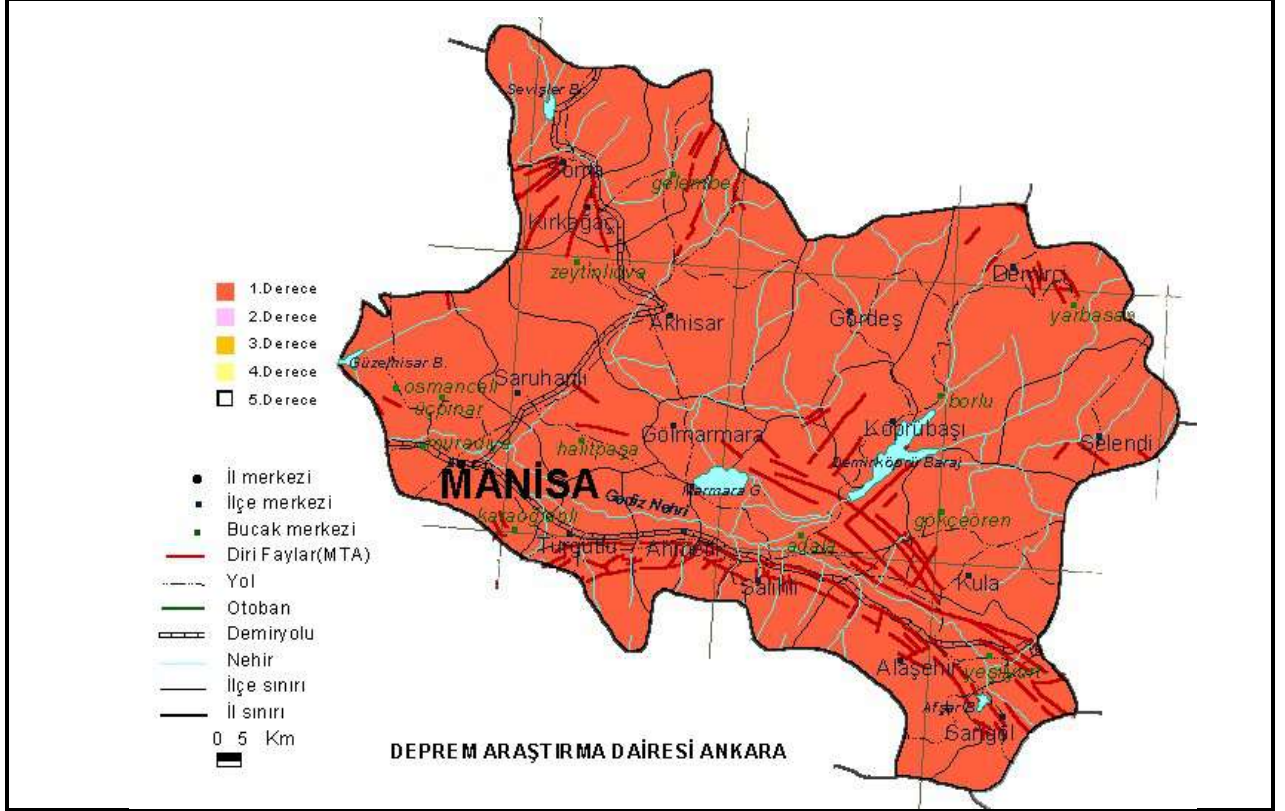 Sevişler B.
Soma
gelembe
Kırkağaç
zeytinliova
Demirci
yarbasan
Akhisar
Gördeş
Güzelhisar B.
osmancalı
Saruhanlı
üçpınar
borlu
muradiye
halitpaşa
Gölmarmara
Köprübaşı
Selendi
Demirköprü Baraj
MANİSA
Marmara G.
Gediz Nehri
karaoğlanlı
gökçeören
Turgutlu
Ahmetli
adala
Salihli
Kula
Alaşehir
yeşilyurt
Afşar B.
Sarıgöl
1.Derece
2.Derece
3.Derece
4.Derece
5.Derece
İl merkezi
İlçe merkezi
Bucak merkezi
Diri Faylar(MTA)
Yol
Otoban
Demiryolu
Nehir
İlçe sınırı
İl sınırı
0 5 Km
DEPREM ARAŞTIRMA DAİRESİ ANKARA